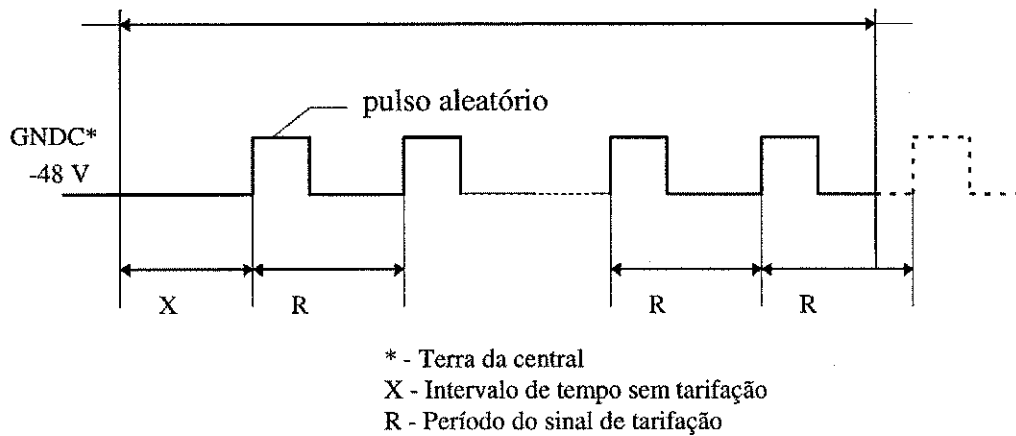 pulso aleatório
GNDC*
-48 V
X R R R
* - Terra da central
X - Intervalo de tempo sem tarifação
R - Período do sinal de tarifação